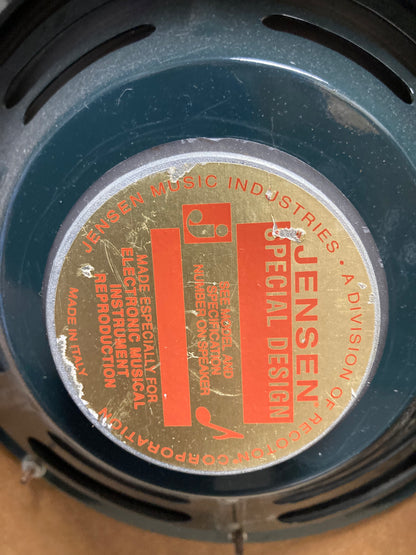 JENSEN MUSIC INDUSTRIES • A DIVISION OF RECOTON CORPORATION
JENSEN
SPECIAL DESIGN
SEE MODEL AND
SPECIFICATION
NUMBER ON SPEAKER
MADE ESPECIALLY FOR
ELECTRONIC MUSICAL
INSTRUMENT
REPRODUCTION
MADE IN ITALY